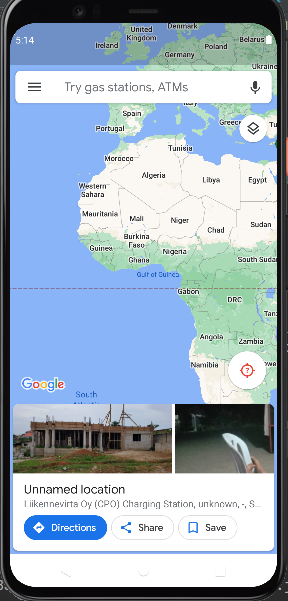 5:14
United
Kingdom
Denmark
Ireland
Poland
Belarus
Germany
Ukraine
Try gas stations, ATMs
Italy
Spain
Portugal
Greece
Tu
Tunisia
Morocco
Algeria
Libya
Egypt
Western
Sahara
Mauritania
Mali
Niger
Chad
Sudan
Burkina
Faso
Guinea
Ghana
Nigeria
South Sudan
Gulf of Guinea
Gabon
DRC
Tanz
Angola
Zambia
Namibia
Google
South
Unnamed location
Liikennevirta Oy (CPO) Charging Station, unknown, -, S...
Directions
Share
Save